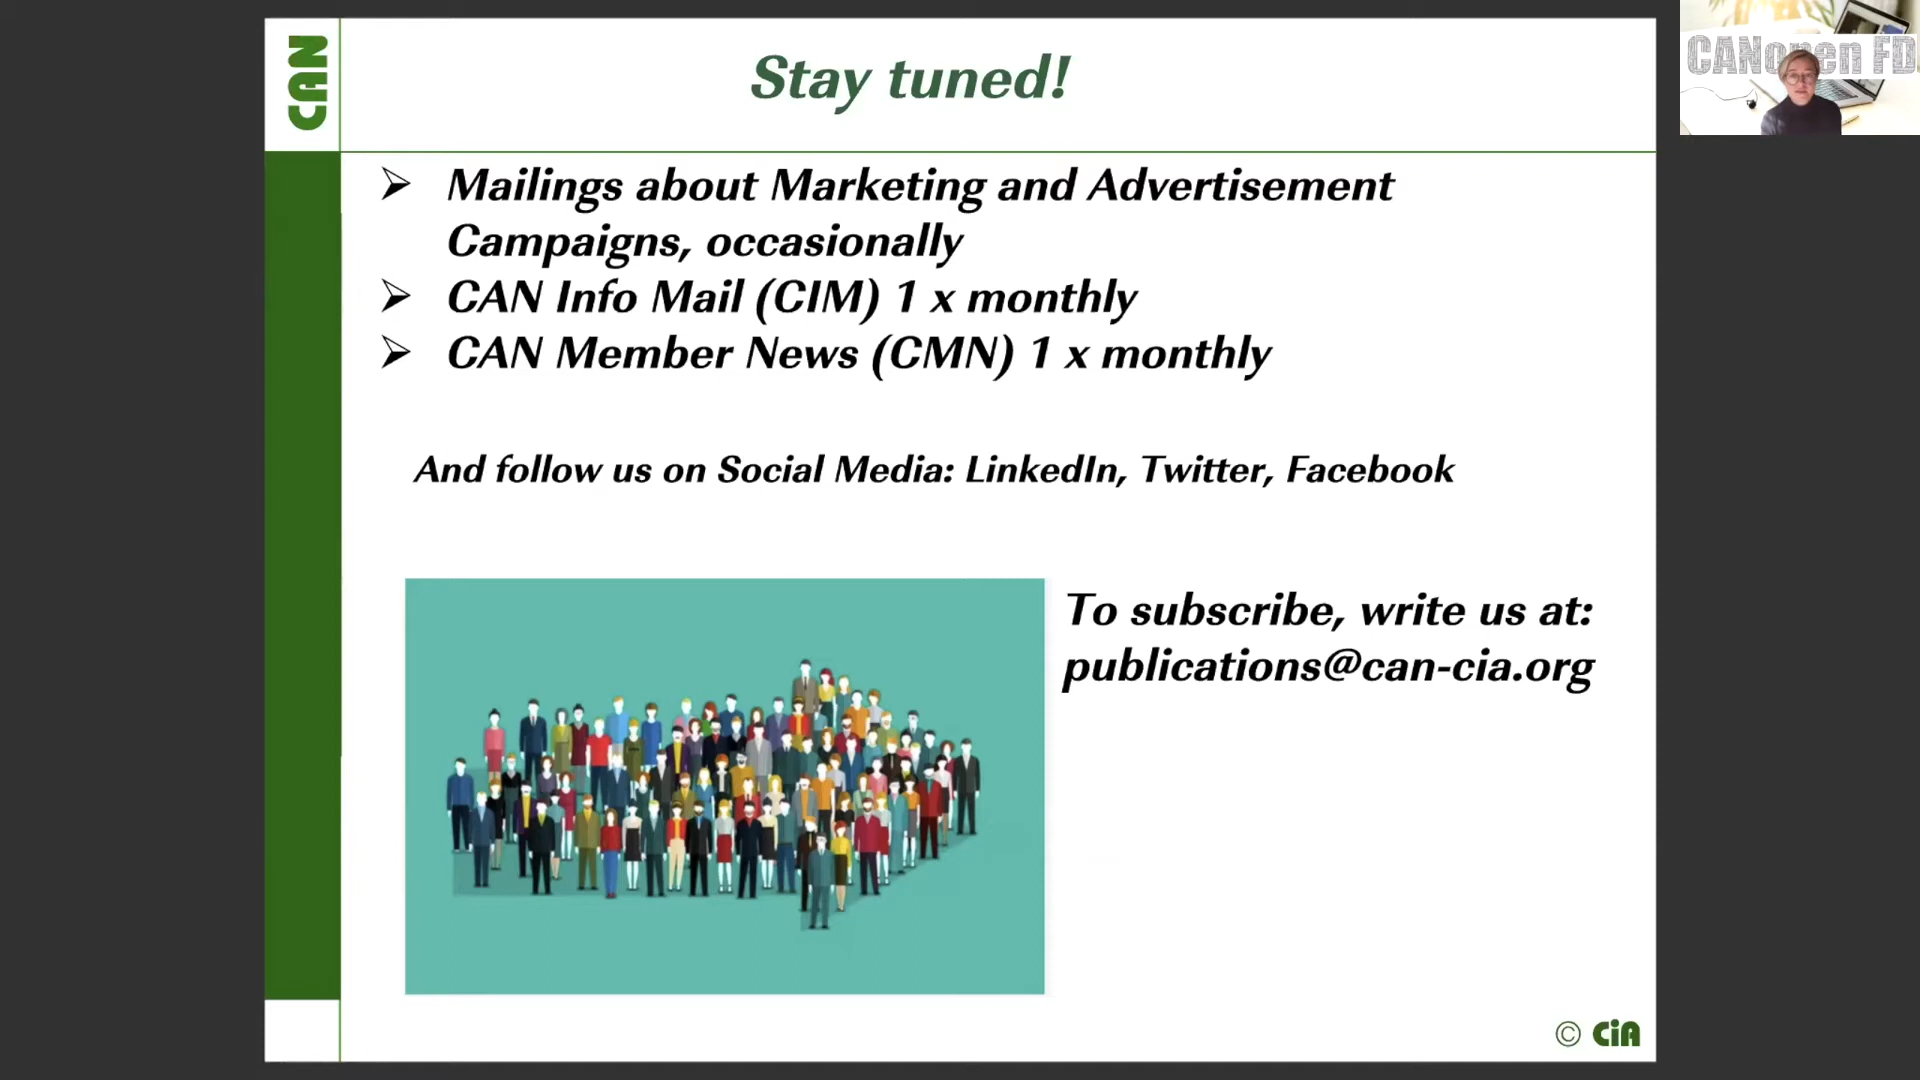 CAN
Stay tuned!
CANopen FD
➢ Mailings about Marketing and Advertisement
Campaigns, occasionally
➢ CAN Info Mail (CIM) 1 x monthly
➢ CAN Member News (CMN) 1 x monthly
And follow us on Social Media: LinkedIn, Twitter, Facebook
To subscribe, write us at:
publications@can-cia.org
© CiA